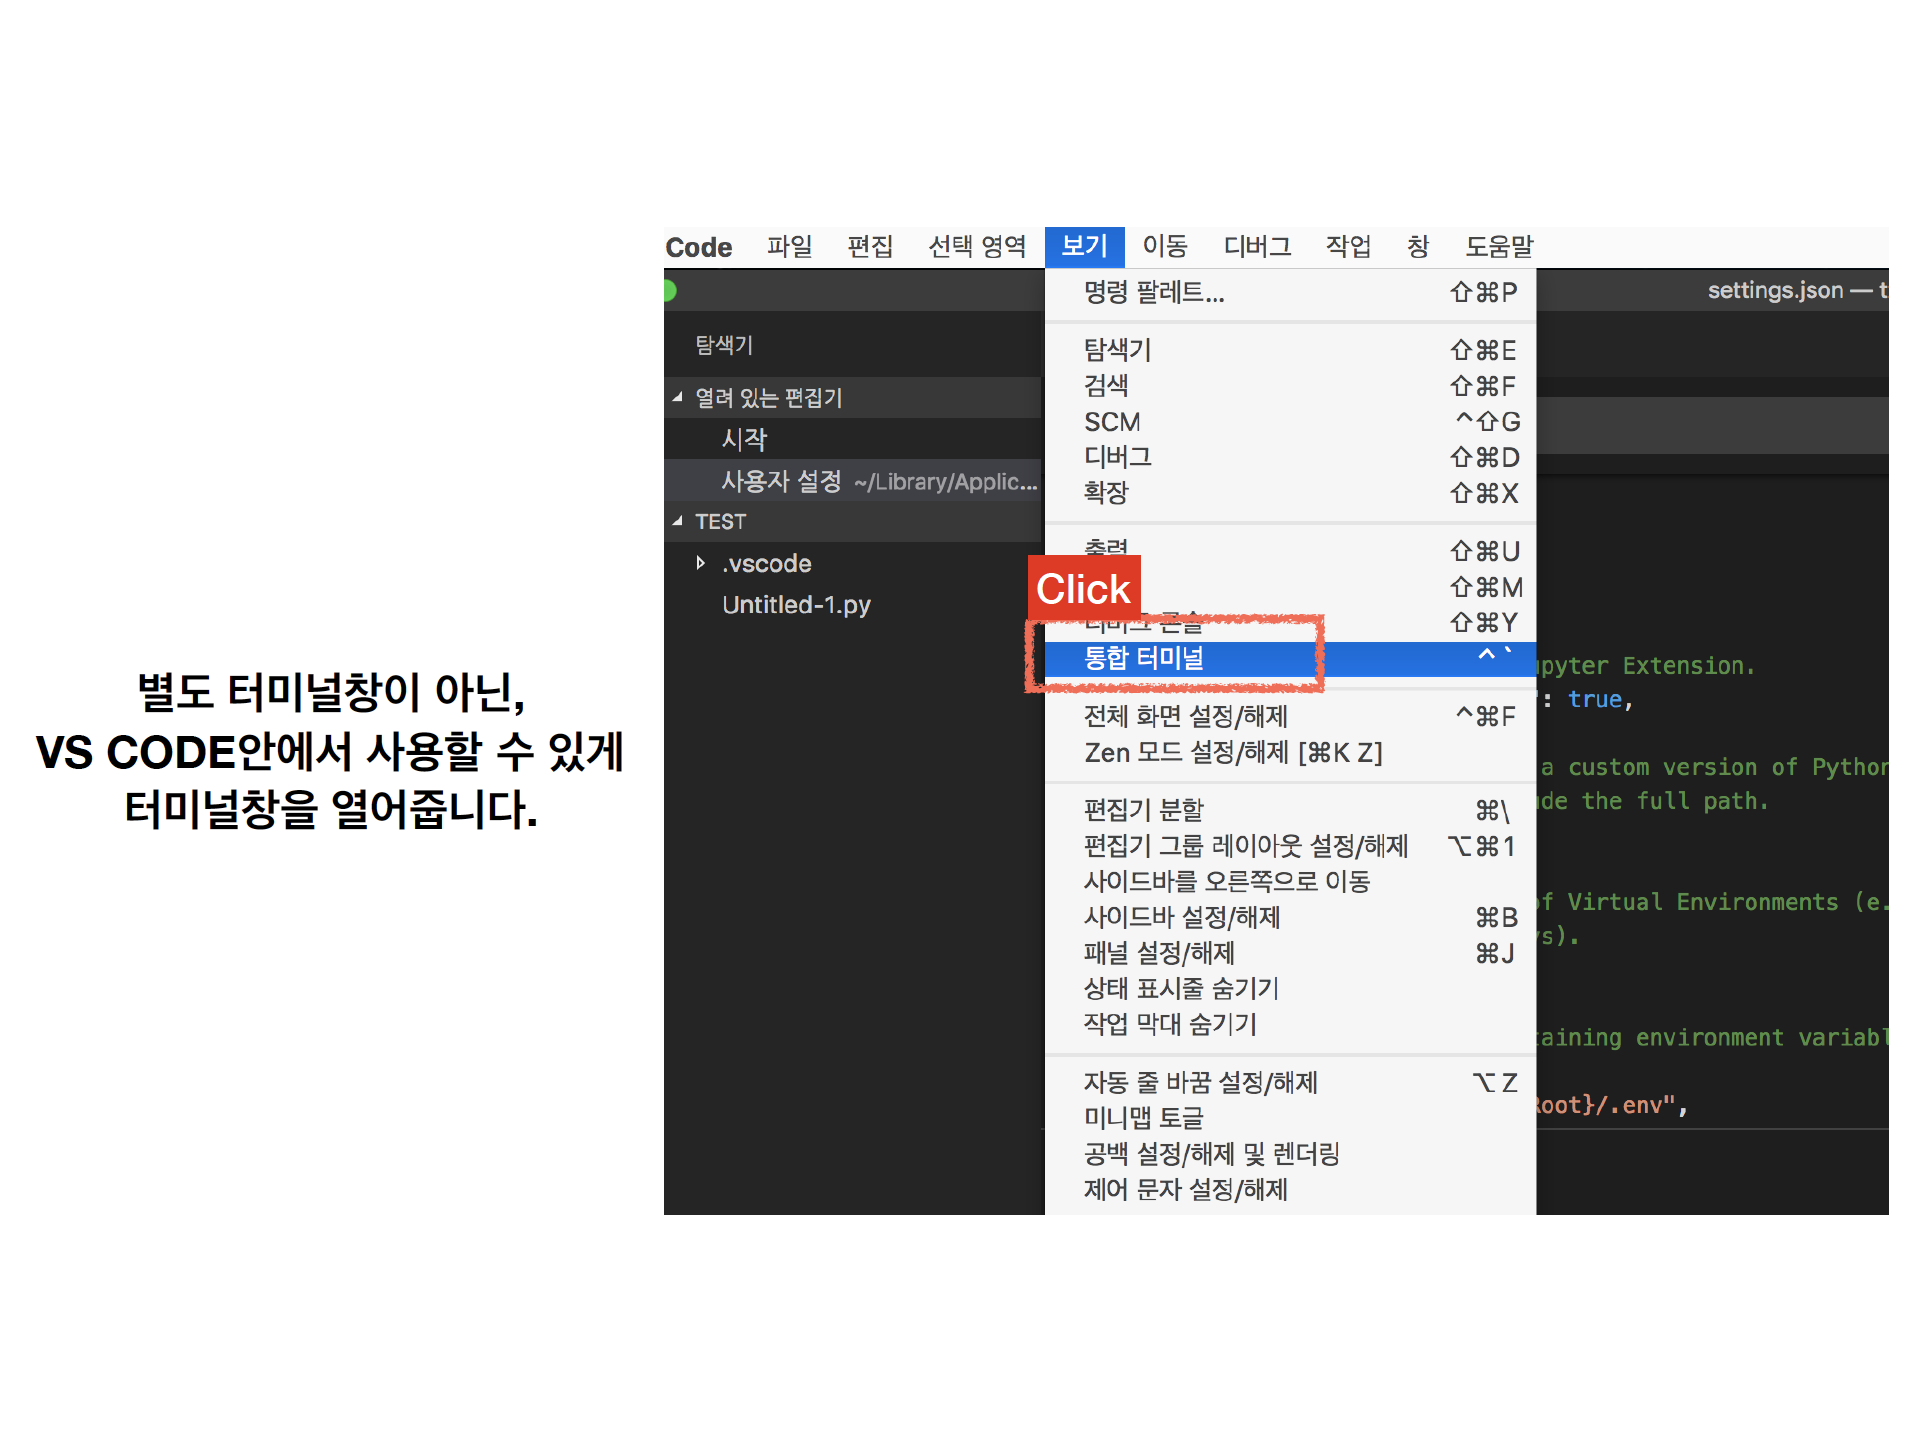 별도 터미널창이 아닌,
VS CODE안에서 사용할 수 있게
터미널창을 열어줍니다.
Code 파일 편집 선택 영역 보기 이동 디버그 작업 창 도움말
settings.json — t
탐색기
열려 있는 편집기
시작
사용자 설정 ~/Library/Applic...
TEST
.vscode
Untitled-1.py
명령 팔레트... ⇧⌘P
탐색기 ⇧⌘E
검색 ⇧⌘F
SCM ^⇧G
디버그 ⇧⌘D
확장 ⇧⌘X
출력 ⇧⌘U
Click
⇧⌘M
디버그 콘솔 ⇧⌘Y
통합 터미널 ^`
전체 화면 설정/해제 ^⌘F
Zen 모드 설정/해제 [⌘K Z]
편집기 분할 ⌘\
편집기 그룹 레이아웃 설정/해제 ⌥⌘1
사이드바를 오른쪽으로 이동
사이드바 설정/해제 ⌘B
패널 설정/해제 ⌘J
상태 표시줄 숨기기
작업 막대 숨기기
자동 줄 바꿈 설정/해제 ⌥Z
미니맵 토글
공백 설정/해제 및 렌더링
제어 문자 설정/해제
pyter Extension.
": true,
a custom version of Python
de the full path.
of Virtual Environments (e.
s).
taining environment variabl
Root}/.env",